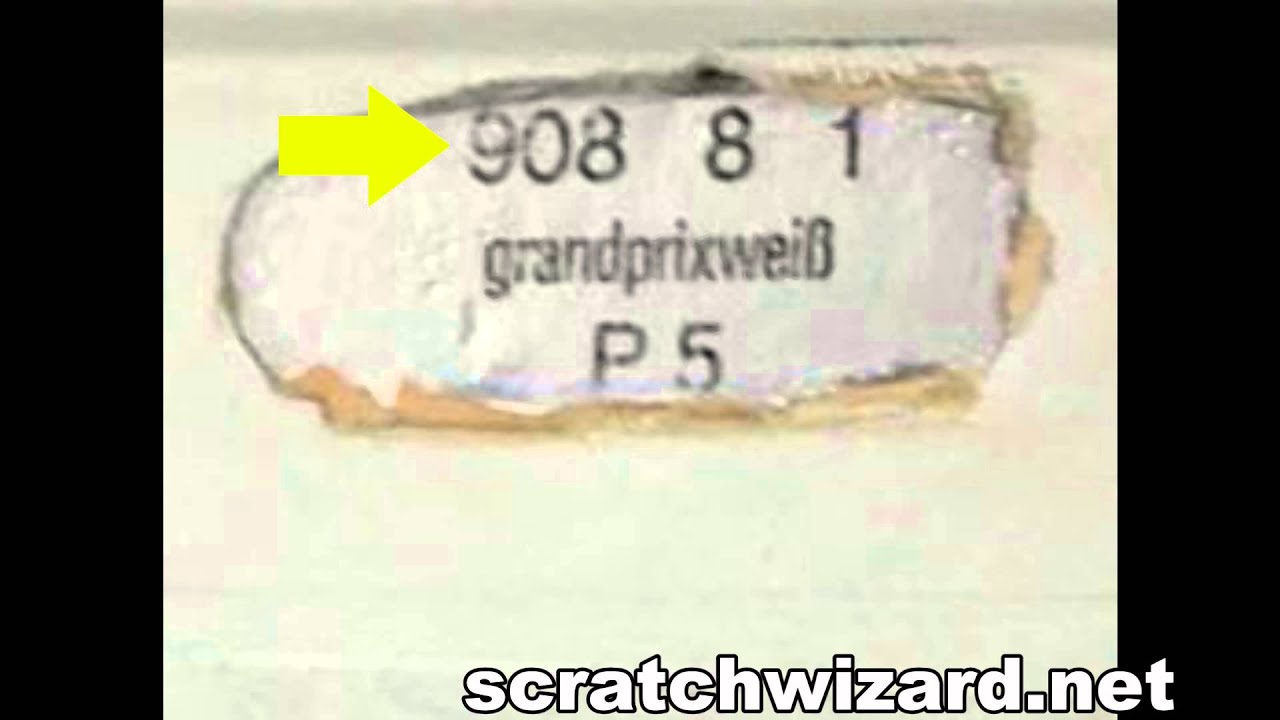 908 8 1
grandprixweiß
P 5
scratchwizard.net